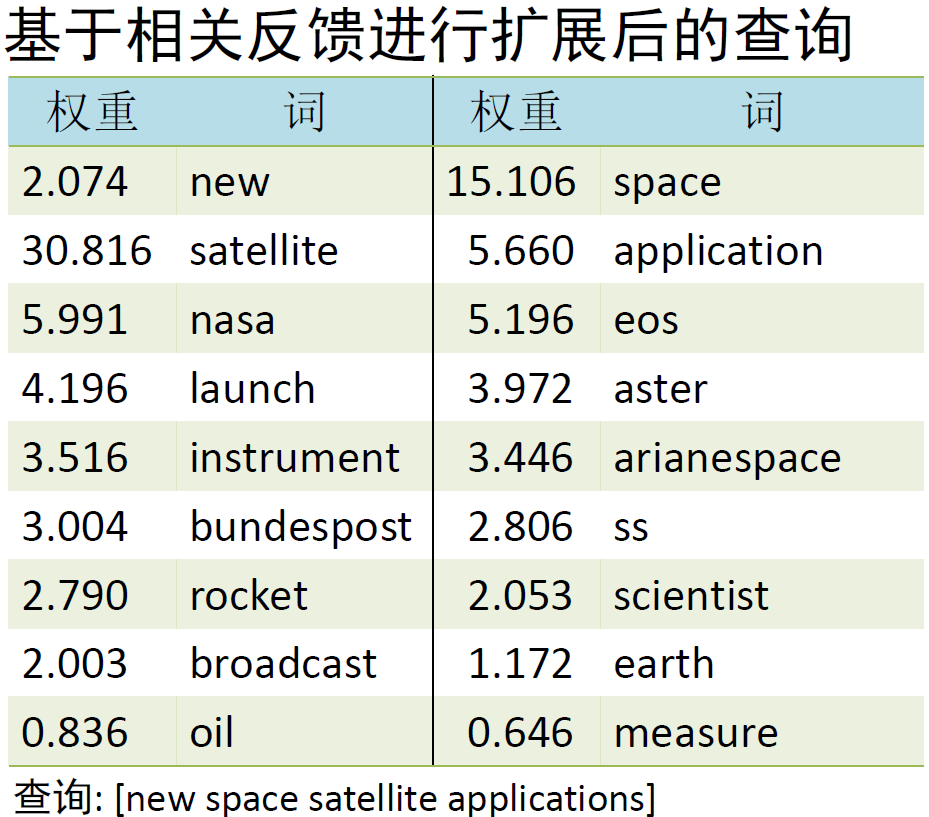 基于相关反馈进行扩展后的查询
权重 词 权重 词
2.074 new 15.106 space
30.816 satellite 5.660 application
5.991 nasa 5.196 eos
4.196 launch 3.972 aster
3.516 instrument 3.446 arianespace
3.004 bundespost 2.806 ss
2.790 rocket 2.053 scientist
2.003 broadcast 1.172 earth
0.836 oil 0.646 measure
查询: [new space satellite applications]